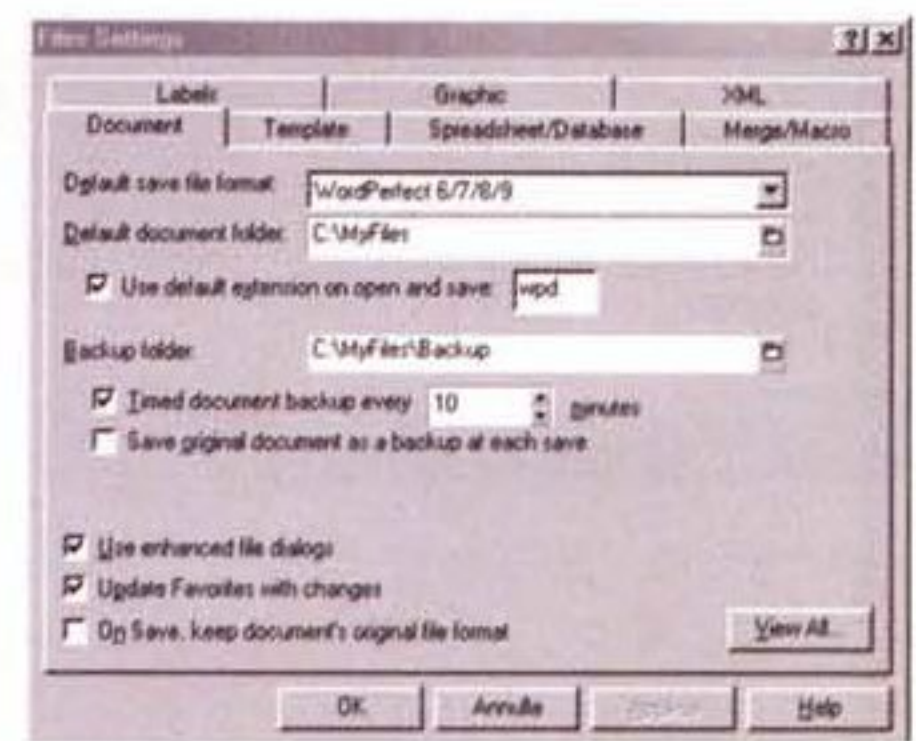 Files Settings
Labels Graphic XML
Document Template Spreadsheet/Database Merge/Macro
Default save file format: WordPerfect 6/7/8/9
Default document folder: C:\MyFiles
Use default extension on open and save: wpd
Backup folder: C:\MyFiles\Backup
Timed document backup every 10 minutes
Save original document as a backup at each save
Use enhanced file dialogs
Update Favorites with changes
On Save, keep document's original file format
View All...
OK Annulla Help